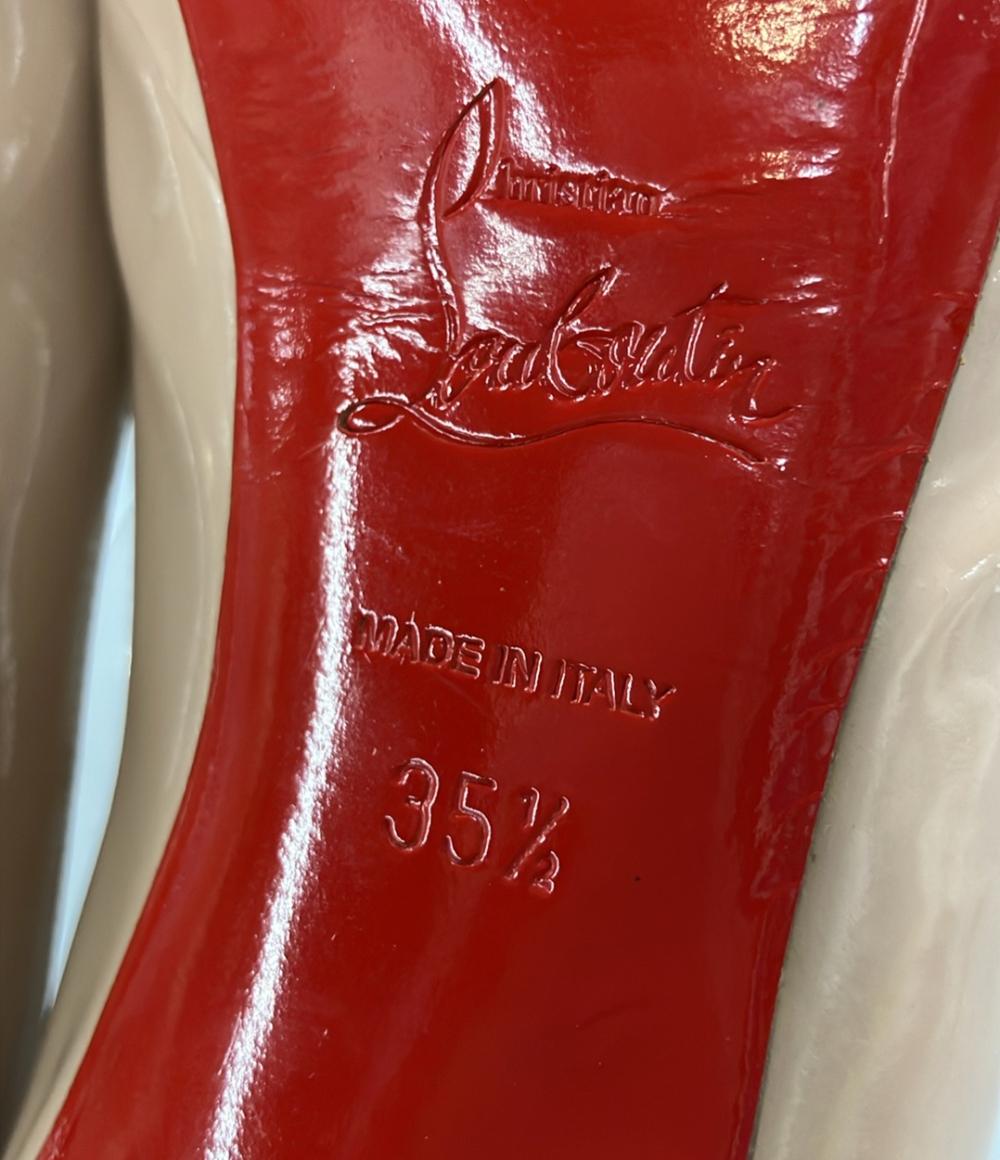 Christian
Louboutin
MADE IN ITALY
35½